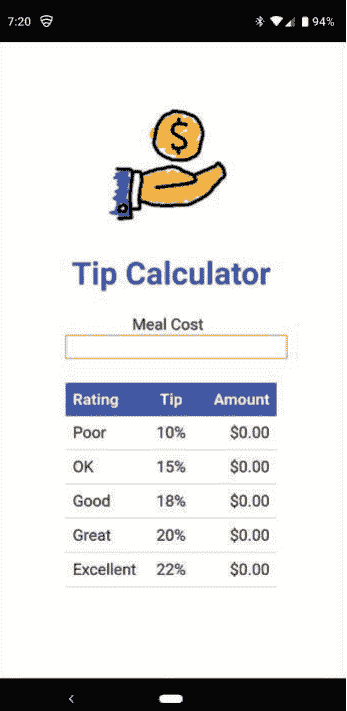 7:20 94%
$
Tip Calculator
Meal Cost
Rating Tip Amount
Poor 10% $0.00
OK 15% $0.00
Good 18% $0.00
Great 20% $0.00
Excellent 22% $0.00